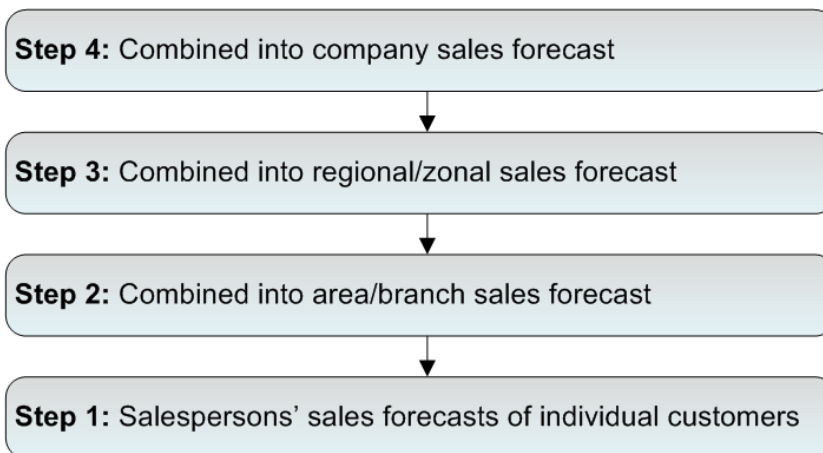 Step 4: Combined into company sales forecast
Step 3: Combined into regional/zonal sales forecast
Step 2: Combined into area/branch sales forecast
Step 1: Salespersons’ sales forecasts of individual customers